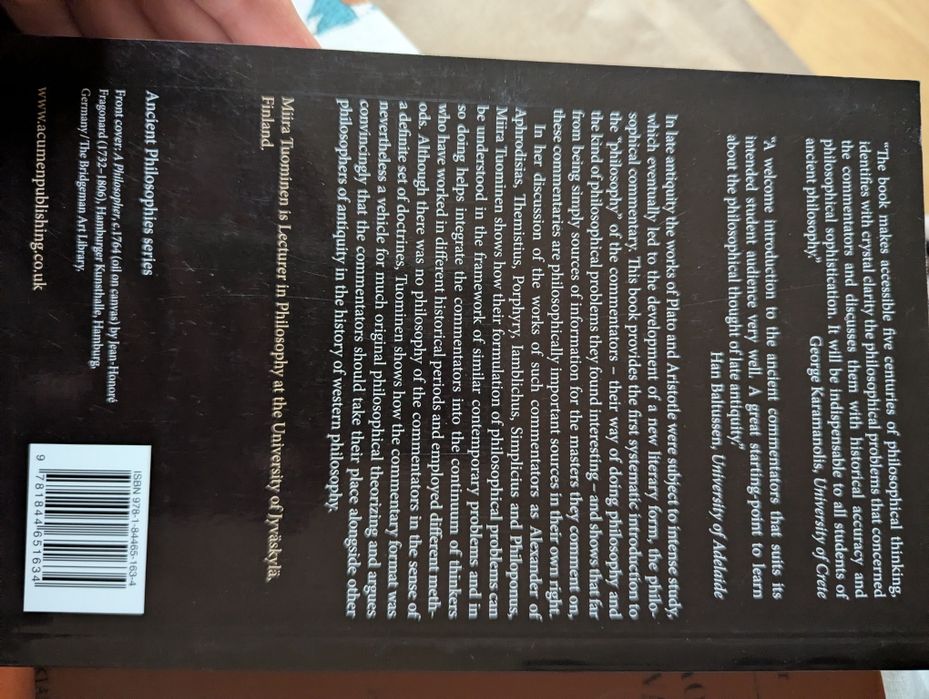 "The book makes accessible five centuries of philosophical thinking,
identifies with crystal clarity the philosophical problems that concerned
the commentators and discusses them with historical accuracy and
philosophical sophistication. It will be indispensable to all students of
ancient philosophy."
George Karamanolis, University of Crete
"A welcome introduction to the ancient commentators that suits its
intended student audience very well. A great starting-point to learn
about the philosophical thought of late antiquity."
Han Baltussen, University of Adelaide
In late antiquity the works of Plato and Aristotle were subject to intense study,
which eventually led to the development of a new literary form, the philo-
sophical commentary. This book provides the first systematic introduction to
the "philosophy" of the commentators – their way of doing philosophy and
the kind of philosophical problems they found interesting – and shows that far
from being simply sources of information for the masters they comment on,
these commentaries are philosophically important sources in their own right.
In her discussion of the works of such commentators as Alexander of
Aphrodisias, Themistius, Porphyry, Iamblichus, Simplicius and Philoponus,
Miira Tuominen shows how their formulation of philosophical problems can
be understood in the framework of similar contemporary problems and in
so doing helps integrate the commentators into the continuum of thinkers
who have worked in different historical periods and employed different meth-
ods. Although there was no philosophy of the commentators in the sense of
a definite set of doctrines, Tuominen shows how the commentary format was
nevertheless a vehicle for much original philosophical theorizing and argues
convincingly that the commentators should take their place alongside other
philosophers of antiquity in the history of western philosophy.
Miira Tuominen is Lecturer in Philosophy at the University of Jyväskylä,
Finland.
Ancient Philosophies series
Front cover: A Philosopher, c.1764 (oil on canvas) by Jean-Honoré
Fragonard (1732–1806), Hamburger Kunsthalle, Hamburg,
Germany/The Bridgeman Art Library.
www.acumenpublishing.co.uk
ISBN 978-1-84465-163-4
9 781844 651634